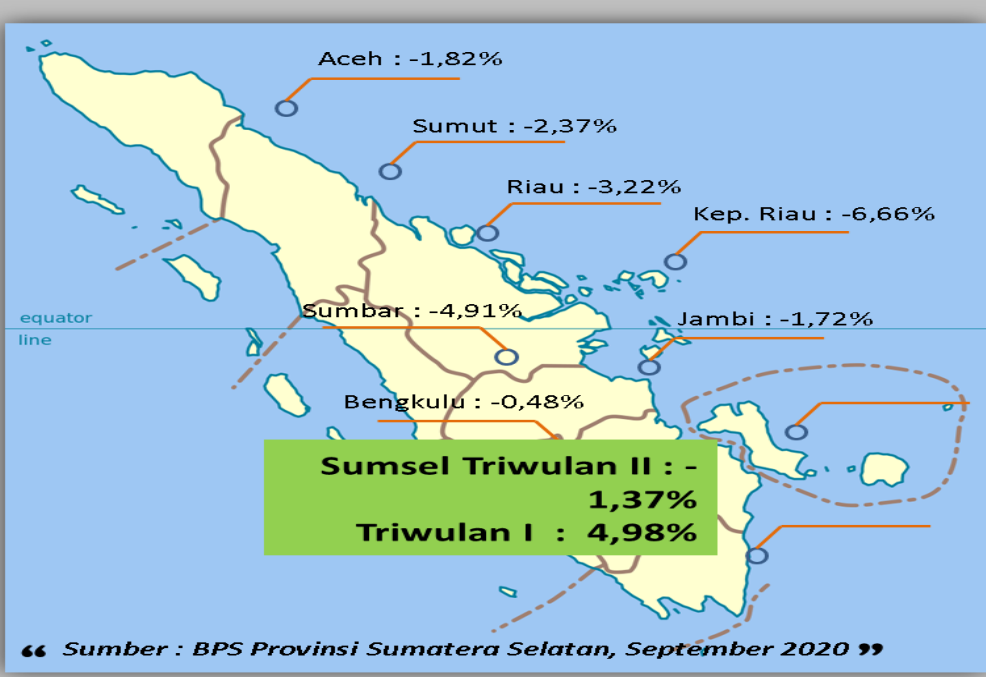 Aceh : -1,82%
Sumut : -2,37%
Riau : -3,22%
Kep. Riau : -6,66%
Sumbar : -4,91%
equator
line
Jambi : -1,72%
Bengkulu : -0,48%
Sumsel Triwulan II : -
1,37%
Triwulan I : 4,98%
“ Sumber : BPS Provinsi Sumatera Selatan, September 2020 ”